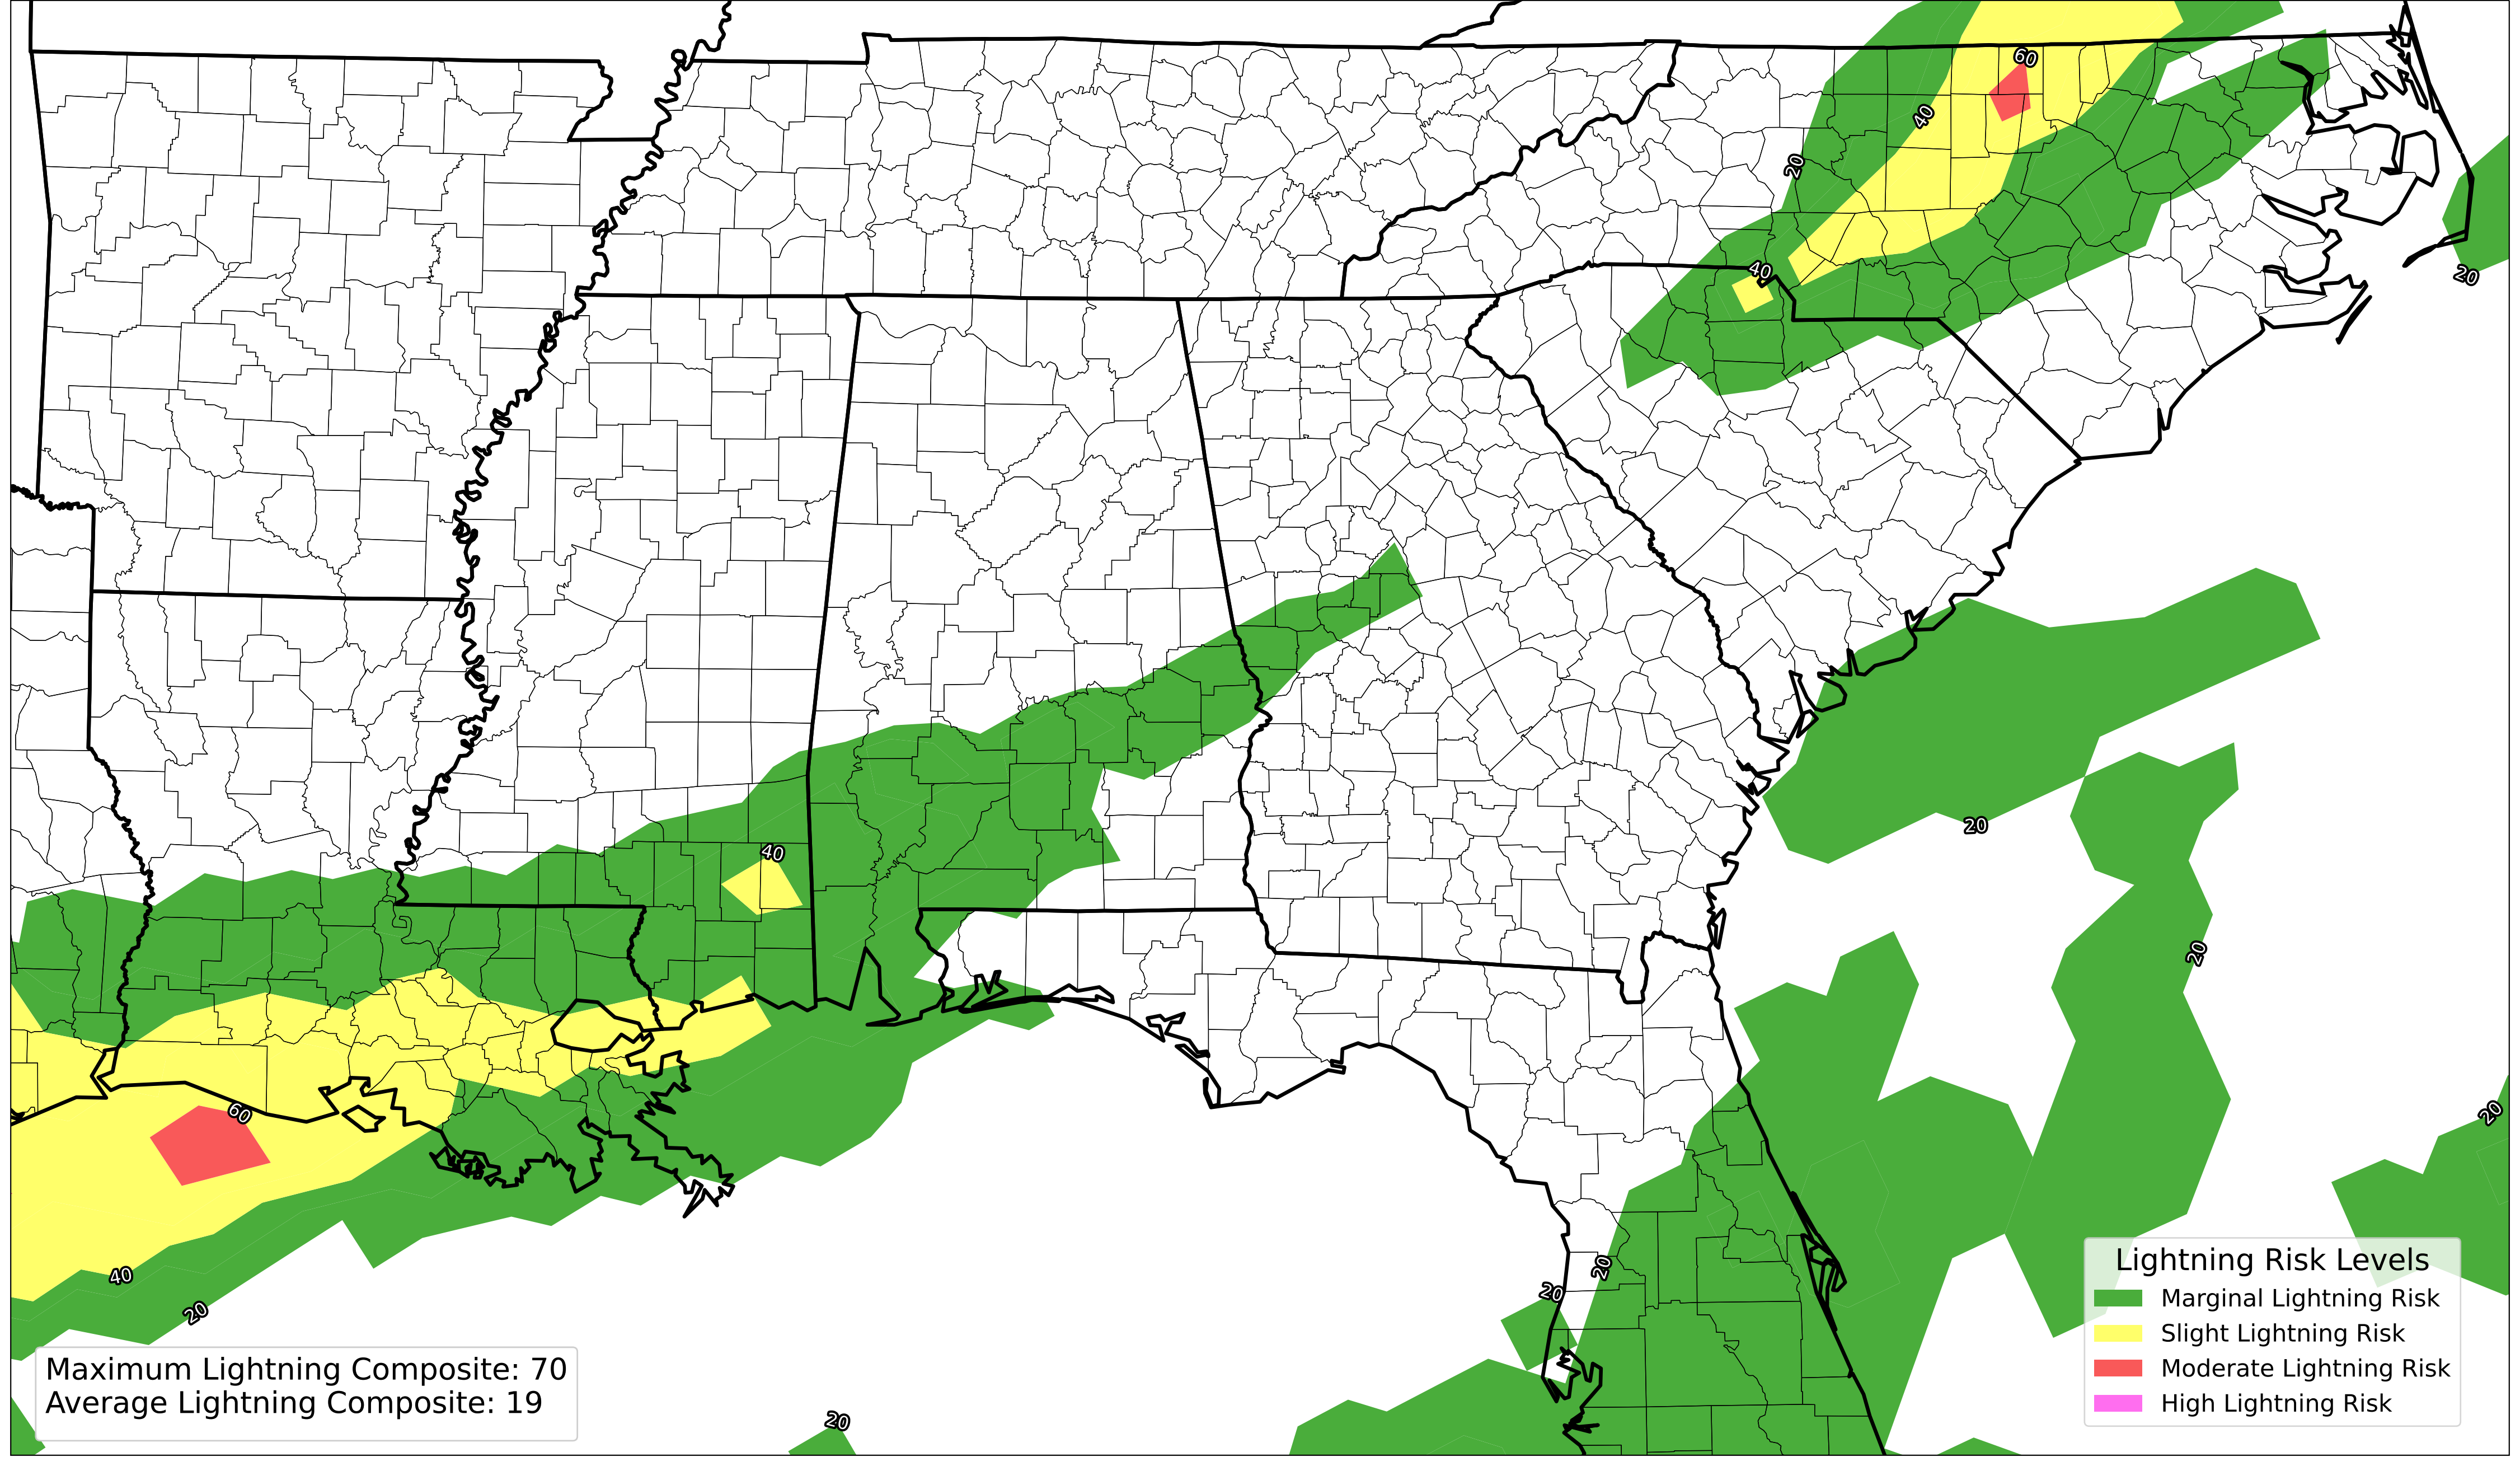 60
40
20
40
20
40
20
20
60
20
40
20
20
20
20
Lightning Risk Levels
Marginal Lightning Risk
Slight Lightning Risk
Moderate Lightning Risk
High Lightning Risk
Maximum Lightning Composite: 70
Average Lightning Composite: 19